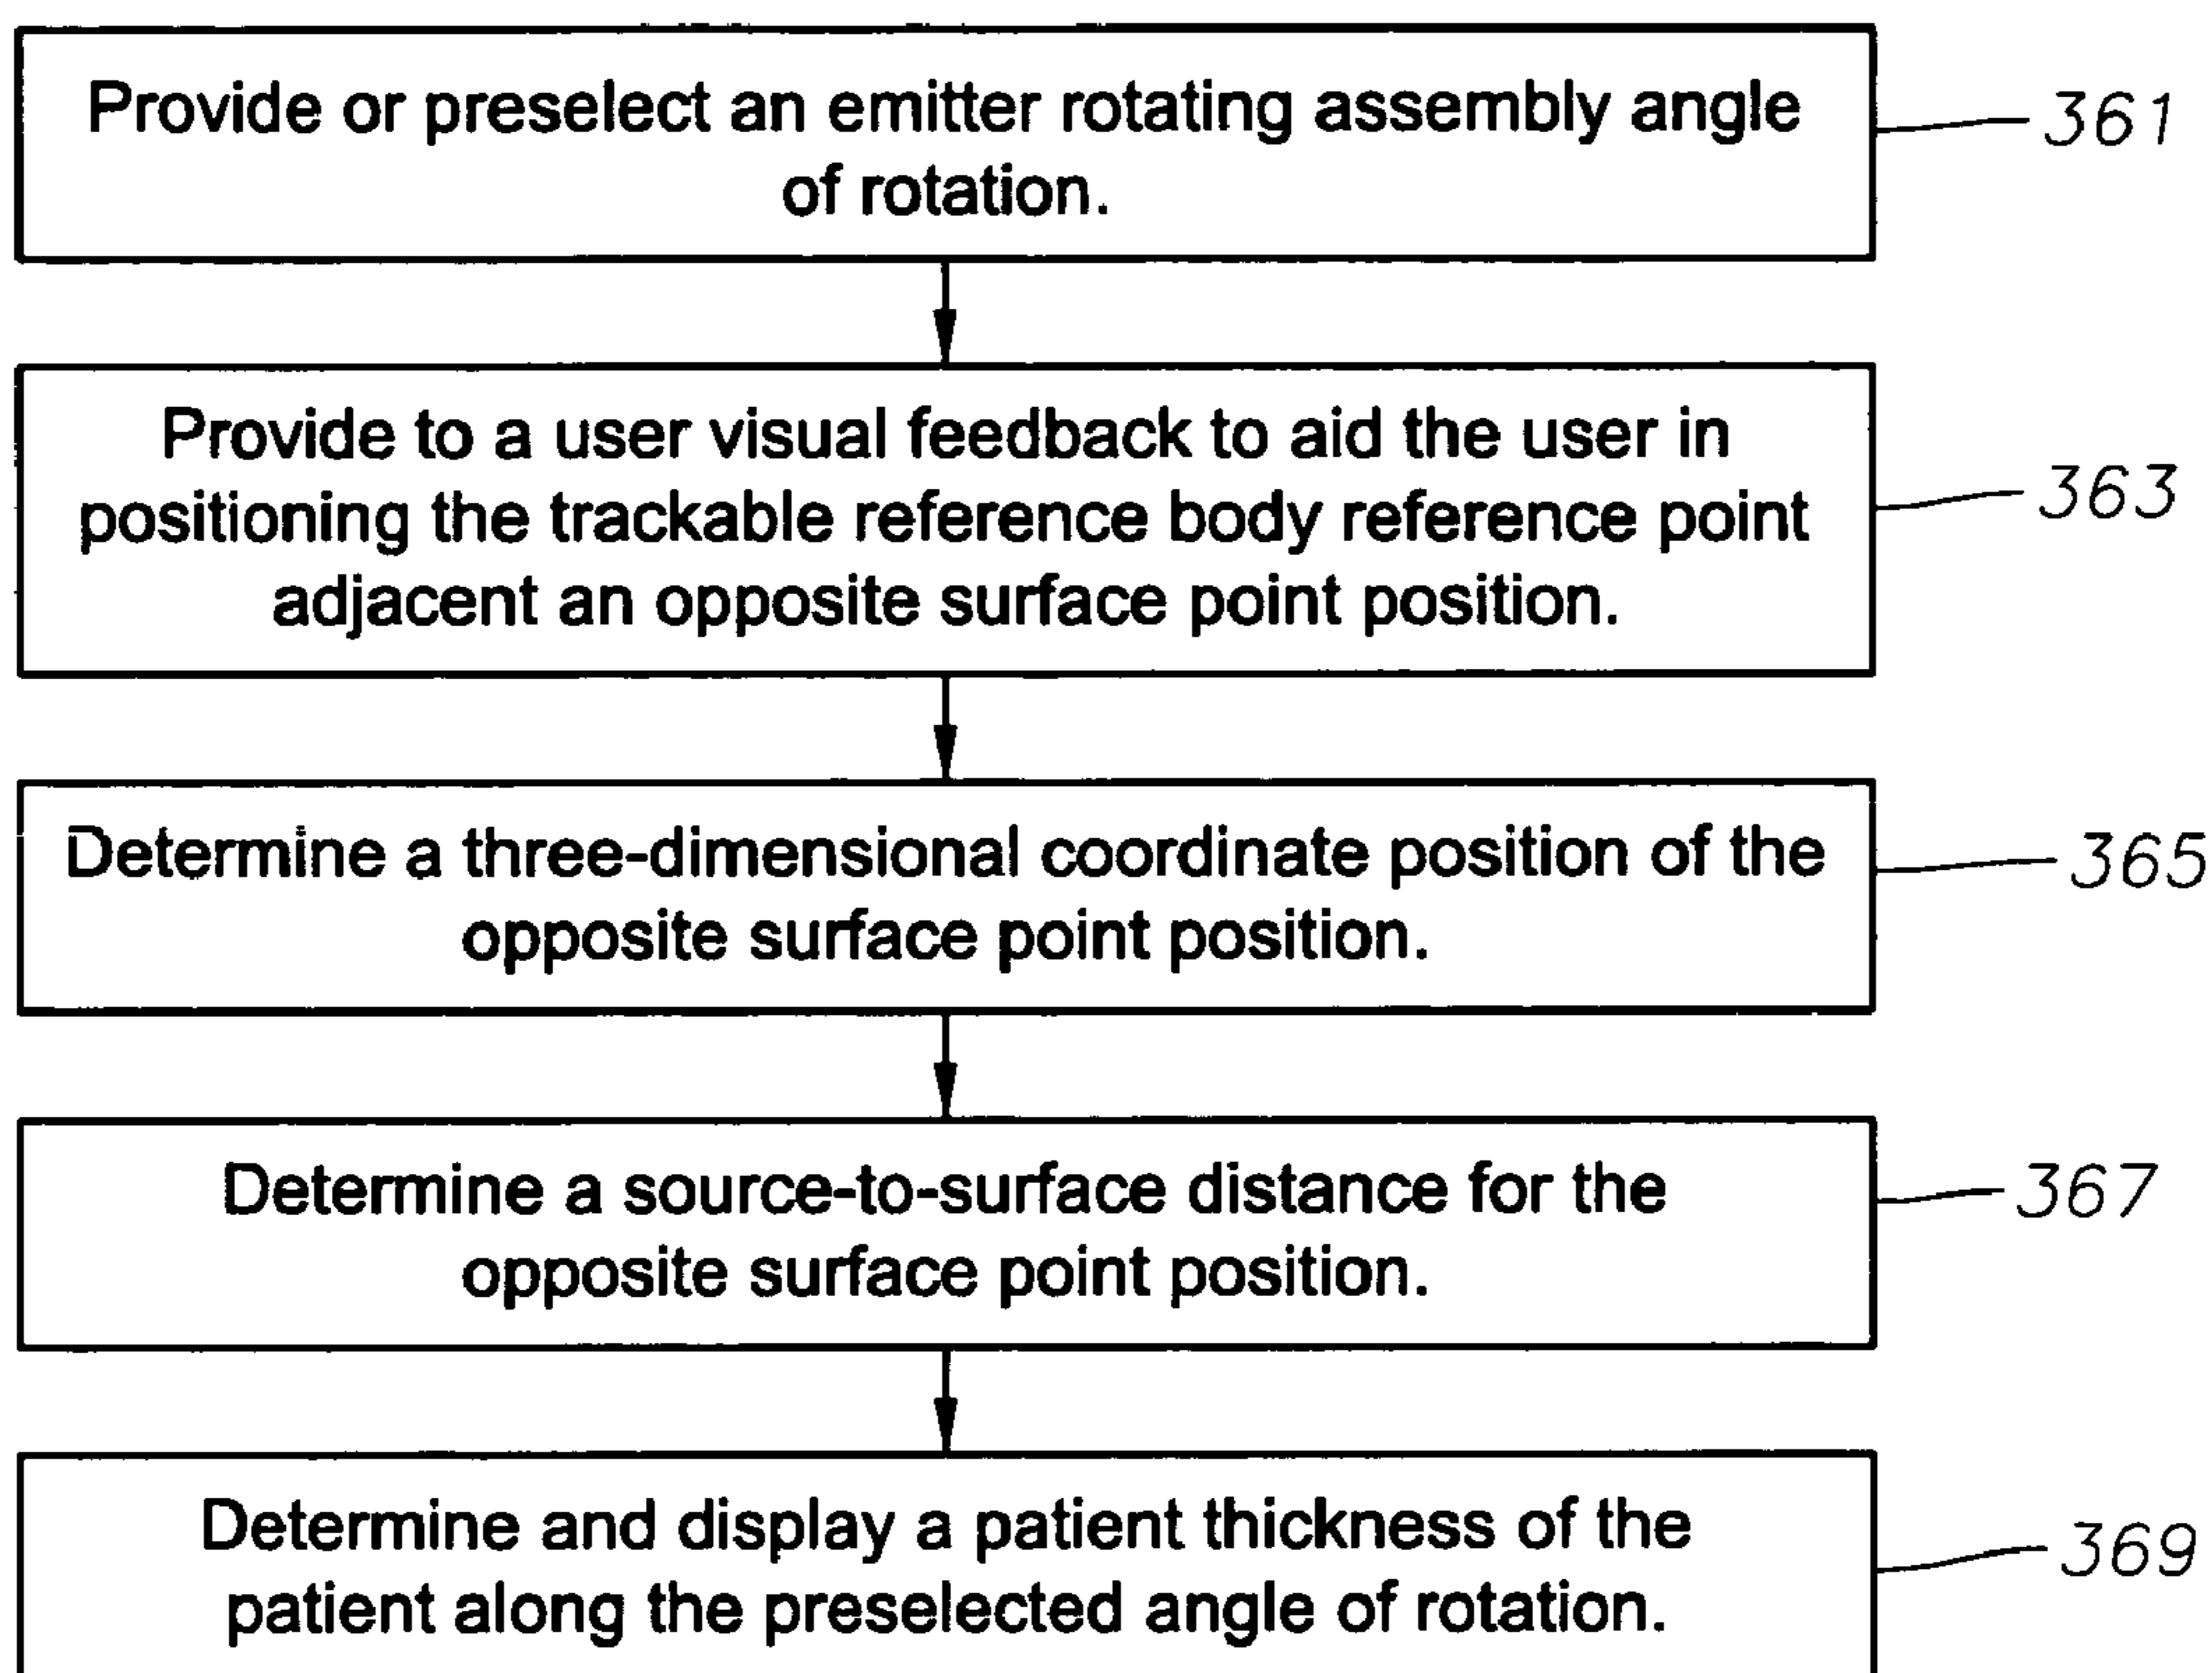 Provide or preselect an emitter rotating assembly angle
of rotation.
361
Provide to a user visual feedback to aid the user in
positioning the trackable reference body reference point
adjacent an opposite surface point position.
363
Determine a three-dimensional coordinate position of the
opposite surface point position.
365
Determine a source-to-surface distance for the
opposite surface point position.
367
Determine and display a patient thickness of the
patient along the preselected angle of rotation.
369